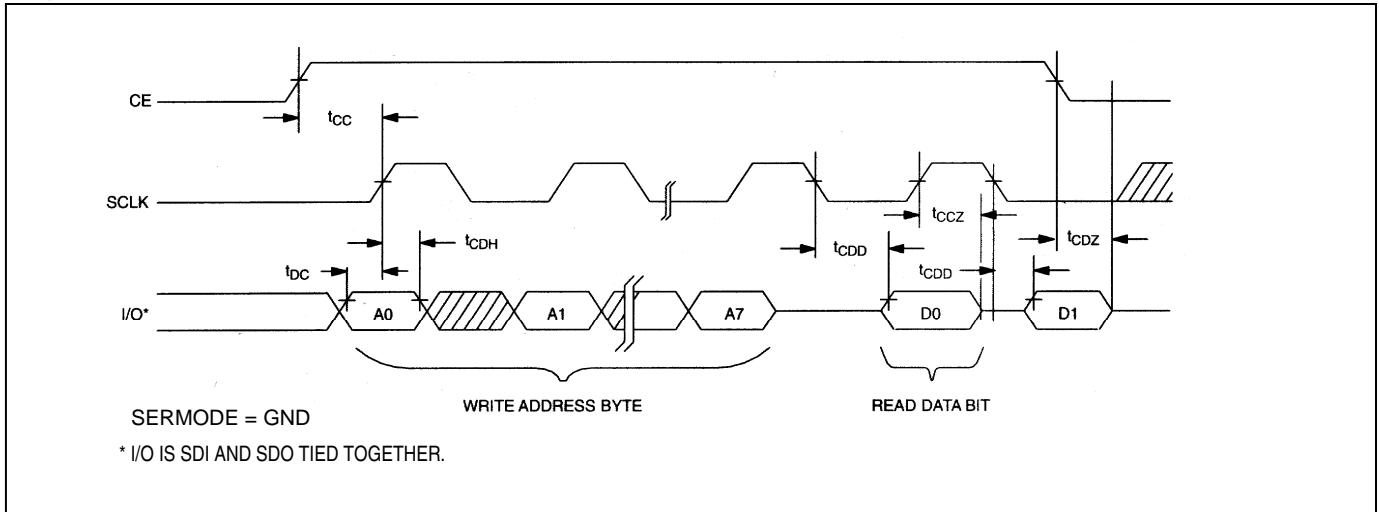 CE
tCC
SCLK
tCCZ
tCDH
tCDD
tCDZ
tDC
tCDD
I/O*
A0
A1
A7
D0
D1
WRITE ADDRESS BYTE
READ DATA BIT
SERMODE = GND
* I/O IS SDI AND SDO TIED TOGETHER.